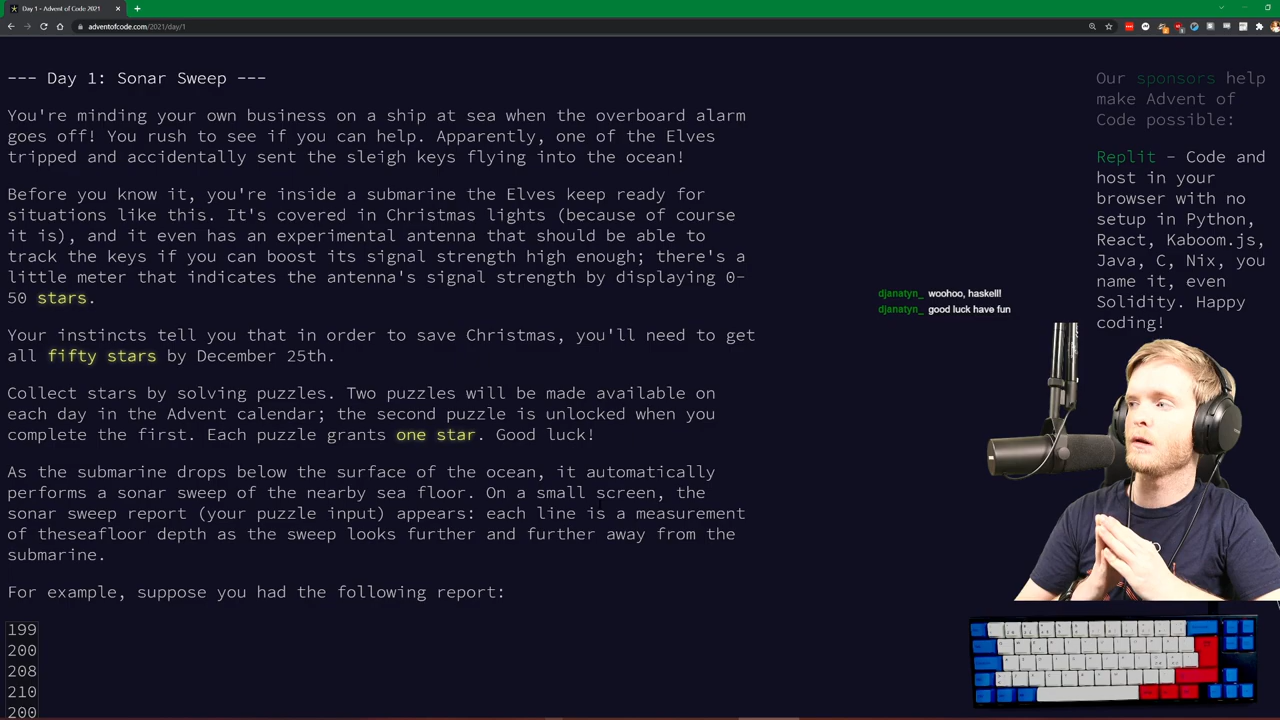 Day 1 - Advent of Code 2021
adventofcode.com/2021/day/1
--- Day 1: Sonar Sweep ---
You're minding your own business on a ship at sea when the overboard alarm
goes off! You rush to see if you can help. Apparently, one of the Elves
tripped and accidentally sent the sleigh keys flying into the ocean!
Before you know it, you're inside a submarine the Elves keep ready for
situations like this. It's covered in Christmas lights (because of course
it is), and it even has an experimental antenna that should be able to
track the keys if you can boost its signal strength high enough; there's a
little meter that indicates the antenna's signal strength by displaying 0-
50 stars.
Your instincts tell you that in order to save Christmas, you'll need to get
all fifty stars by December 25th.
Collect stars by solving puzzles. Two puzzles will be made available on
each day in the Advent calendar; the second puzzle is unlocked when you
complete the first. Each puzzle grants one star. Good luck!
As the submarine drops below the surface of the ocean, it automatically
performs a sonar sweep of the nearby sea floor. On a small screen, the
sonar sweep report (your puzzle input) appears: each line is a measurement
of theseafloor depth as the sweep looks further and further away from the
submarine.
For example, suppose you had the following report:
199
200
208
210
200
Our sponsors help
make Advent of
Code possible:
Replit - Code and
host in your
browser with no
setup in Python,
React, Kaboom.js,
Java, C, Nix, you
name it, even
Solidity. Happy
coding!
djanatyn_ woohoo, haskell!
djanatyn_ good luck have fun